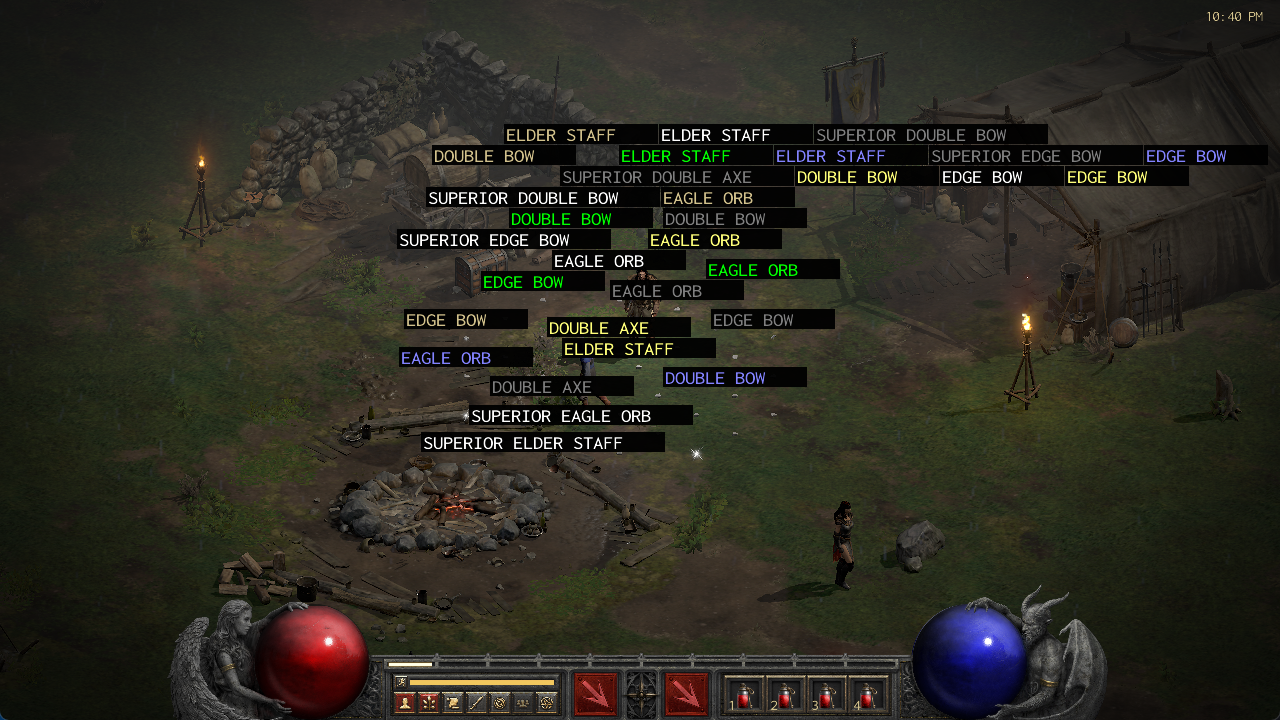 10:40 PM
ELDER STAFF ELDER STAFF SUPERIOR DOUBLE BOW
DOUBLE BOW ELDER STAFF ELDER STAFF SUPERIOR EDGE BOW EDGE BOW
SUPERIOR DOUBLE AXE DOUBLE BOW EDGE BOW EDGE BOW
SUPERIOR DOUBLE BOW EAGLE ORB
DOUBLE BOW DOUBLE BOW
SUPERIOR EDGE BOW EAGLE ORB
EAGLE ORB
EAGLE ORB
EDGE BOW
EAGLE ORB
EDGE BOW EDGE BOW
DOUBLE AXE
ELDER STAFF
EAGLE ORB
DOUBLE BOW
DOUBLE AXE
SUPERIOR EAGLE ORB
SUPERIOR ELDER STAFF
1 2 3 4